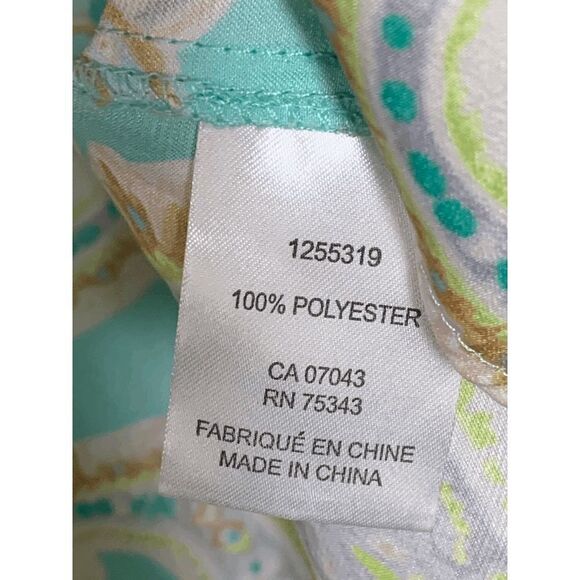 1255319
100% POLYESTER
CA 07043
RN 75343
FABRIQUÉ EN CHINE
MADE IN CHINA